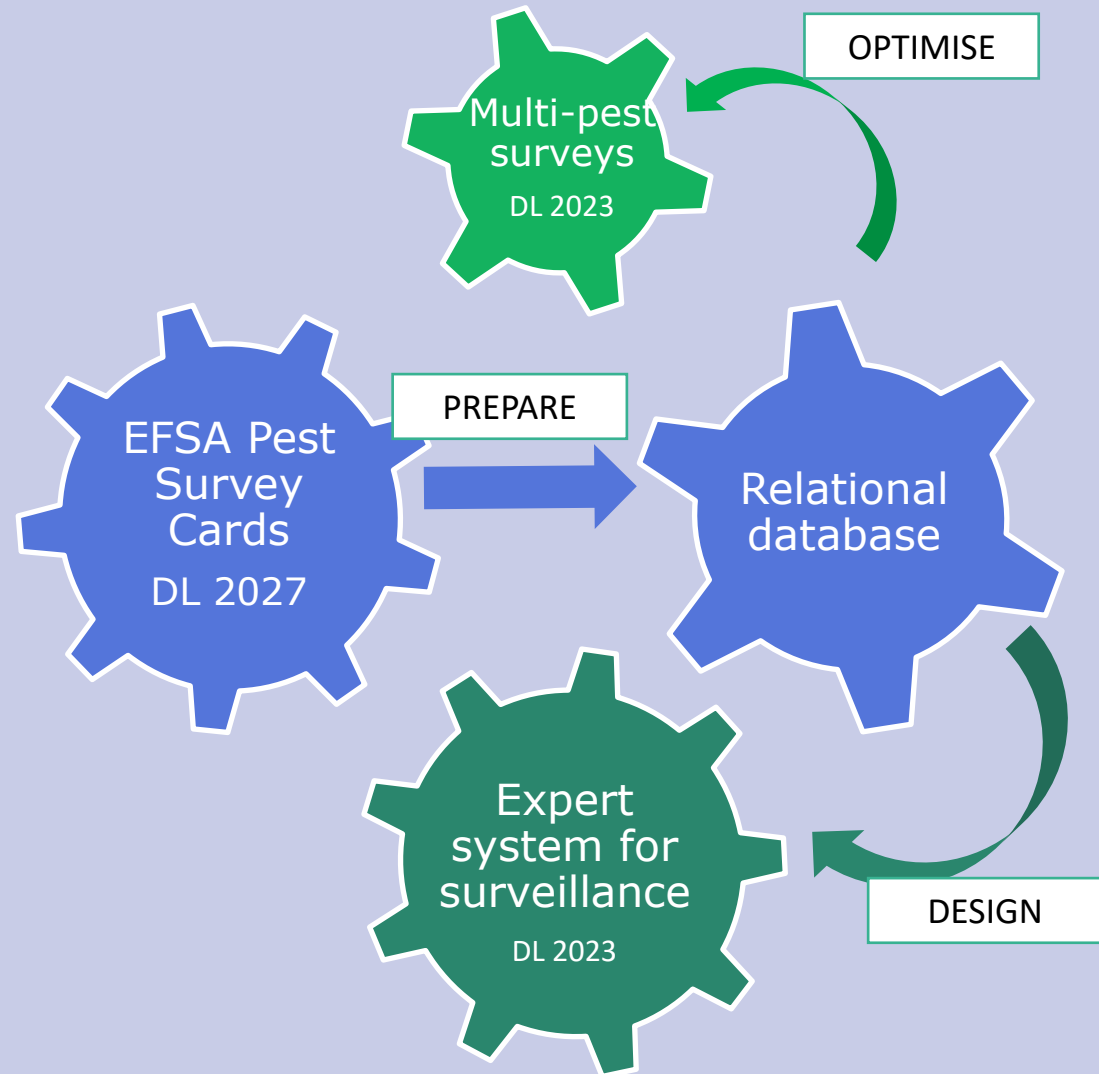 OPTIMISE
Multi-pest
surveys
DL 2023
PREPARE
EFSA Pest
Survey
Cards
DL 2027
Relational
database
Expert
system for
surveillance
DL 2023
DESIGN